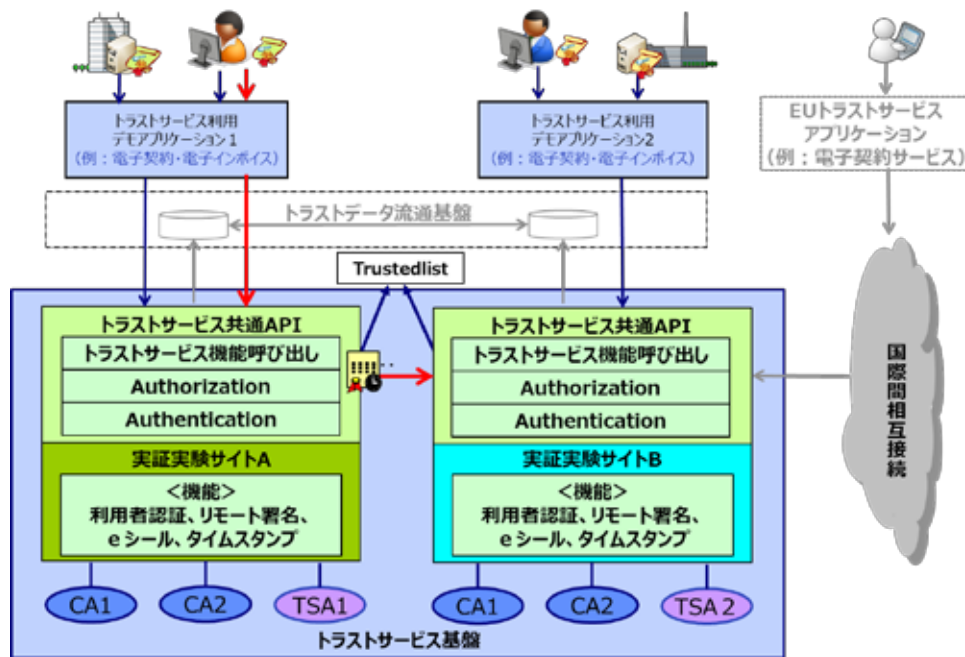 トラストサービス利用
デモアプリケーション1
（例：電子契約・電子インボイス）
トラストサービス利用
デモアプリケーション2
（例：電子契約・電子インボイス）
EUトラストサービス
アプリケーション
（例：電子契約サービス）
トラストデータ流通基盤
Trustedlist
トラストサービス共通API
トラストサービス機能呼び出し
Authorization
Authentication
実証実験サイトA
＜機能＞
利用者認証、リモート署名、
eシール、タイムスタンプ
トラストサービス共通API
トラストサービス機能呼び出し
Authorization
Authentication
実証実験サイトB
＜機能＞
利用者認証、リモート署名、
eシール、タイムスタンプ
国際間相互接続
CA1
CA2
TSA1
CA1
CA2
TSA 2
トラストサービス基盤